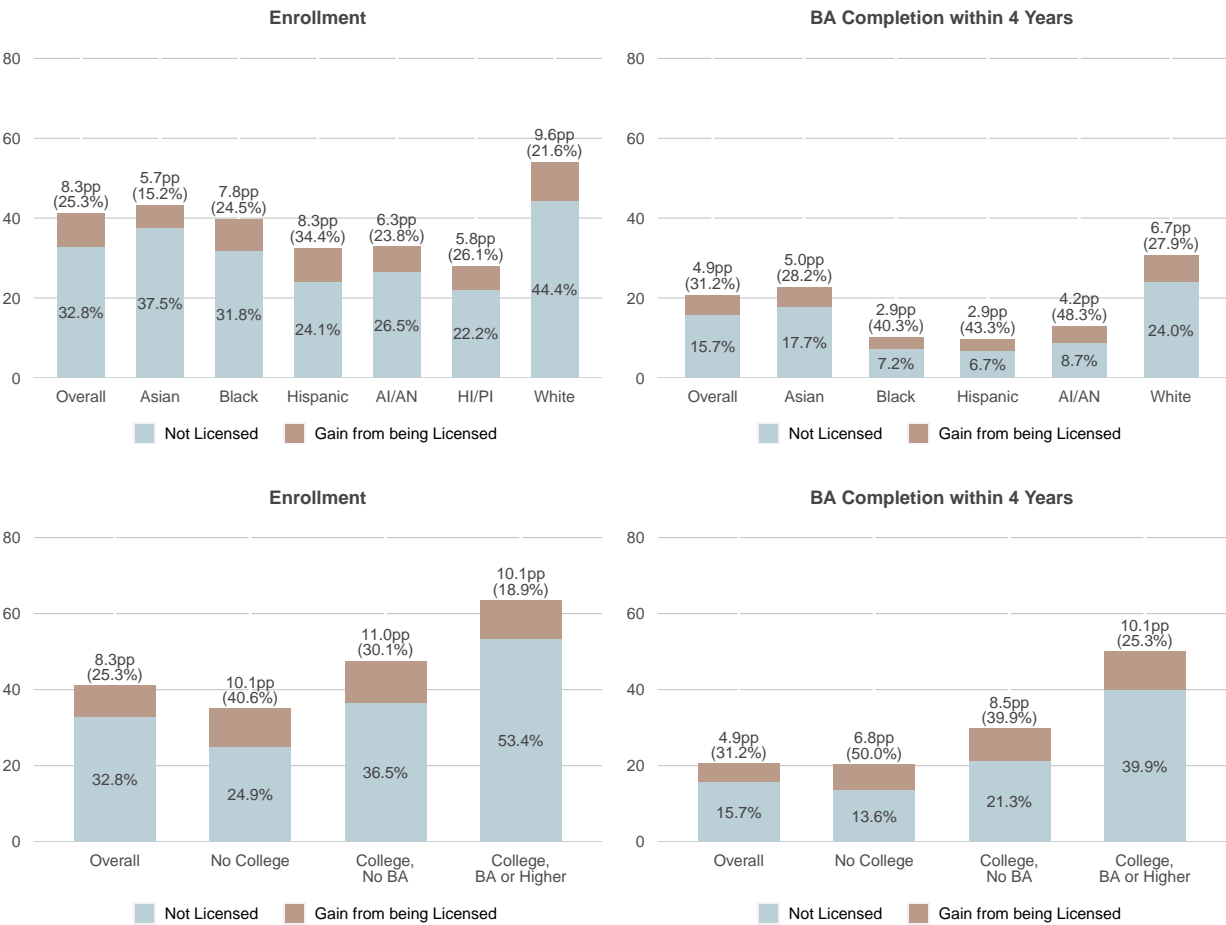 Enrollment
80
60
40
20
0
8.3pp
(25.3%)
32.8%
5.7pp
(15.2%)
37.5%
7.8pp
(24.5%)
31.8%
8.3pp
(34.4%)
24.1%
6.3pp
(23.8%)
26.5%
5.8pp
(26.1%)
22.2%
9.6pp
(21.6%)
44.4%
Overall Asian Black Hispanic AI/AN HI/PI White
Not Licensed Gain from being Licensed
BA Completion within 4 Years
80
60
40
20
0
4.9pp
(31.2%)
15.7%
5.0pp
(28.2%)
17.7%
2.9pp
(40.3%)
7.2%
2.9pp
(43.3%)
6.7%
4.2pp
(48.3%)
8.7%
6.7pp
(27.9%)
24.0%
Overall Asian Black Hispanic AI/AN White
Not Licensed Gain from being Licensed
Enrollment
80
60
40
20
0
8.3pp
(25.3%)
32.8%
10.1pp
(40.6%)
24.9%
11.0pp
(30.1%)
36.5%
10.1pp
(18.9%)
53.4%
Overall No College College, College,
No BA BA or Higher
Not Licensed Gain from being Licensed
BA Completion within 4 Years
80
60
40
20
0
4.9pp
(31.2%)
15.7%
6.8pp
(50.0%)
13.6%
8.5pp
(39.9%)
21.3%
10.1pp
(25.3%)
39.9%
Overall No College College, College,
No BA BA or Higher
Not Licensed Gain from being Licensed